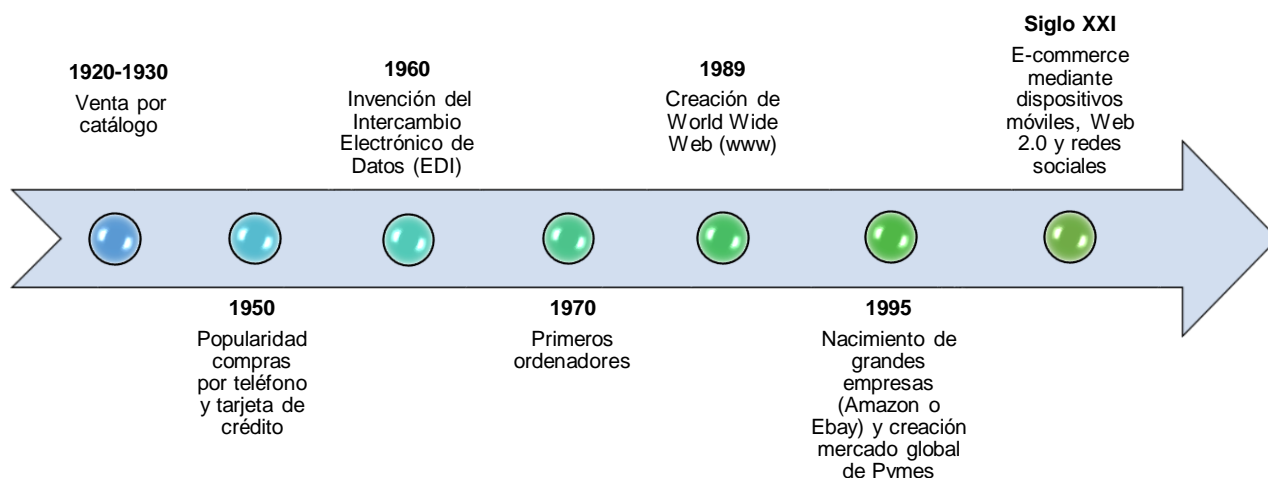 1920-1930
Venta por
catálogo
1950
Popularidad
compras
por teléfono
y tarjeta de
crédito
1960
Invención del
Intercambio
Electrónico de
Datos (EDI)
1970
Primeros
ordenadores
1989
Creación de
World Wide
Web (www)
1995
Nacimiento de
grandes
empresas
(Amazon o
Ebay) y creación
mercado global
de Pymes
Siglo XXI
E-commerce
mediante
dispositivos
móviles, Web
2.0 y redes
sociales